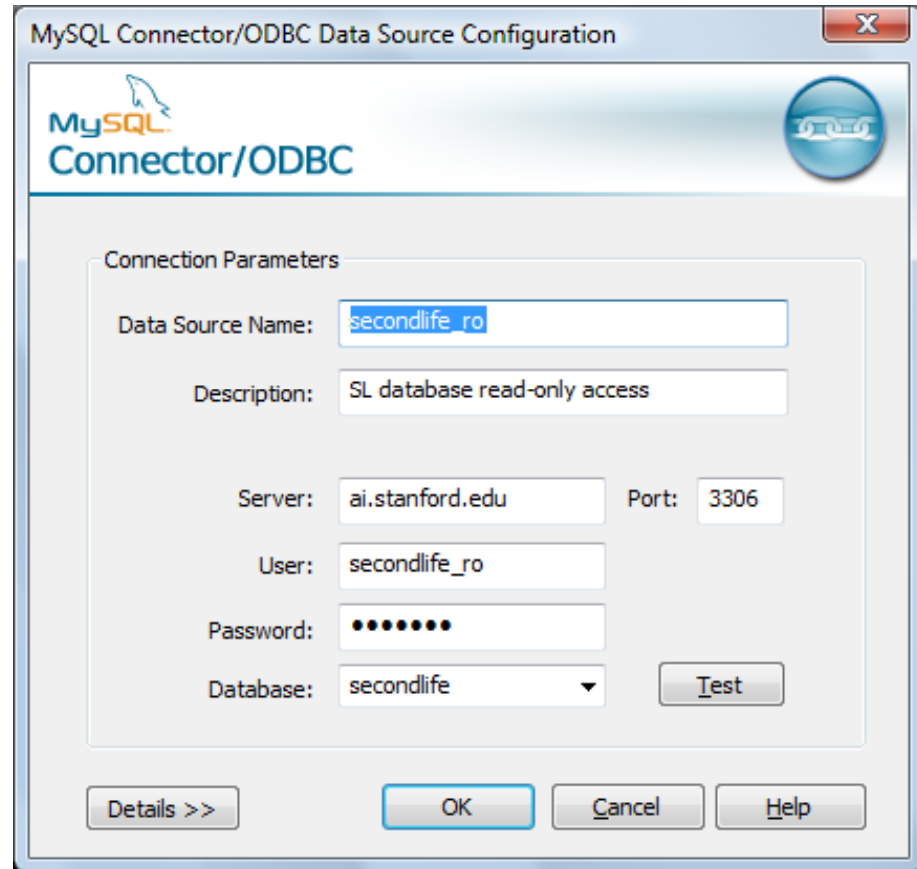 MySQL Connector/ODBC Data Source Configuration
MySQL
Connector/ODBC
Connection Parameters
Data Source Name: secondlife_ro
Description: SL database read-only access
Server: ai.stanford.edu Port: 3306
User: secondlife_ro
Password: •••••••
Database: secondlife Test
Details >> OK Cancel Help